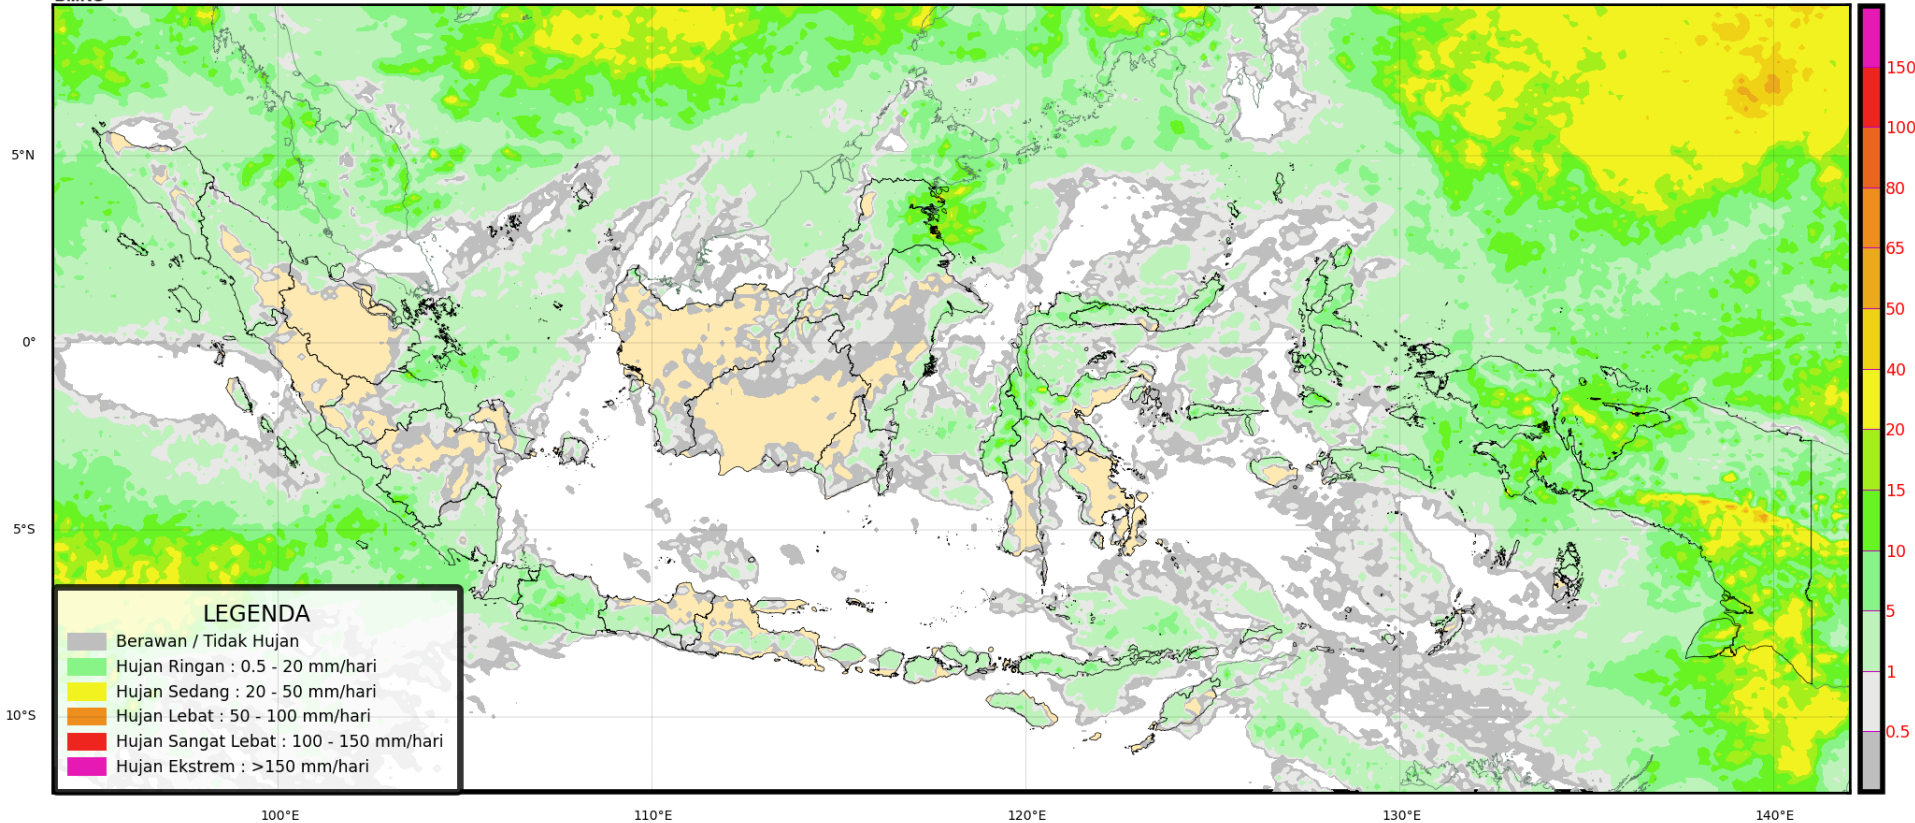 5°N
0°
5°S
10°S
100°E
110°E
120°E
130°E
140°E
LEGENDA
Berawan / Tidak Hujan
Hujan Ringan : 0.5 - 20 mm/hari
Hujan Sedang : 20 - 50 mm/hari
Hujan Lebat : 50 - 100 mm/hari
Hujan Sangat Lebat : 100 - 150 mm/hari
Hujan Ekstrem : >150 mm/hari
150
100
80
65
50
40
20
15
10
5
1
0.5